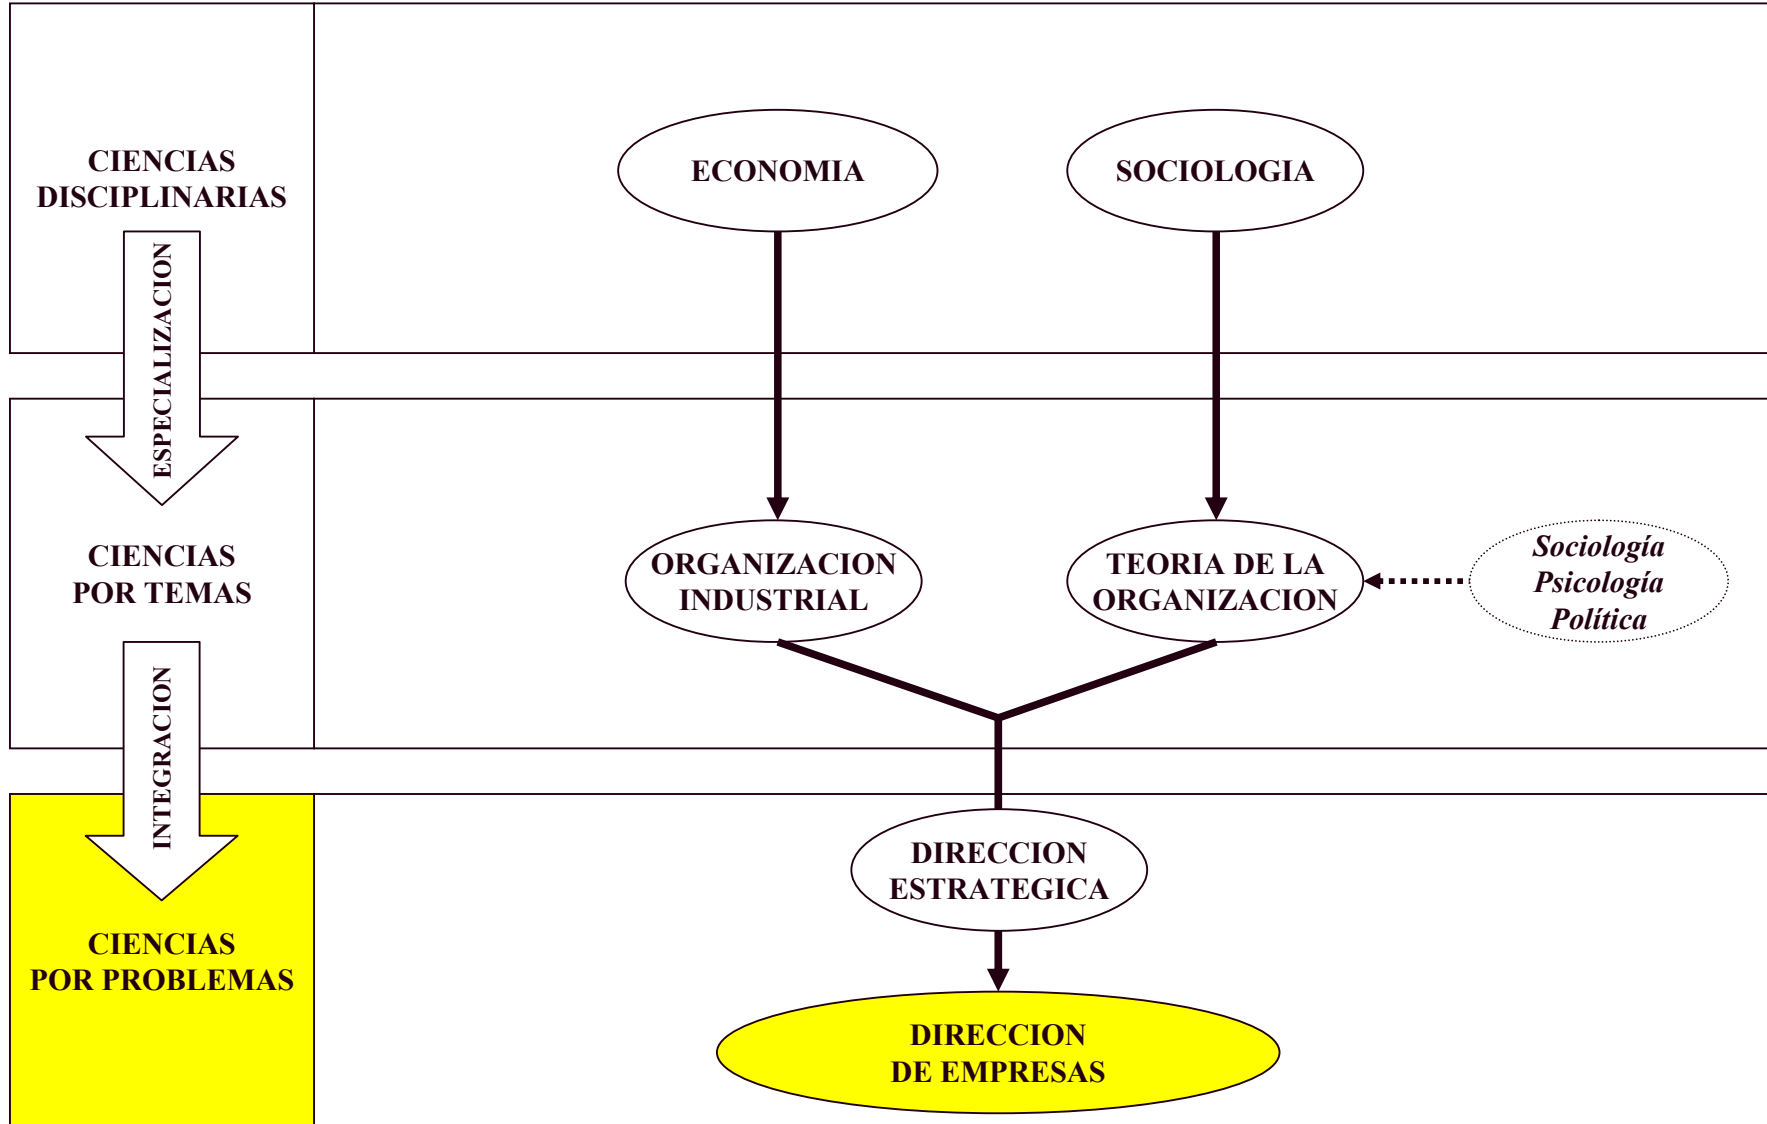 CIENCIAS
DISCIPLINARIAS
ECONOMIA
SOCIOLOGIA
ESPECIALIZACION
CIENCIAS
POR TEMAS
ORGANIZACION
INDUSTRIAL
TEORIA DE LA
ORGANIZACION
Sociología
Psicología
Política
INTEGRACION
CIENCIAS
POR PROBLEMAS
DIRECCION
ESTRATEGICA
DIRECCION
DE EMPRESAS